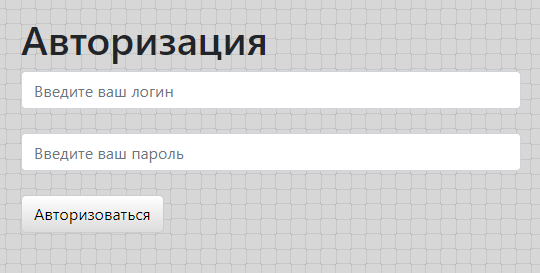 Авторизация
Введите ваш логин
Введите ваш пароль
Авторизоваться